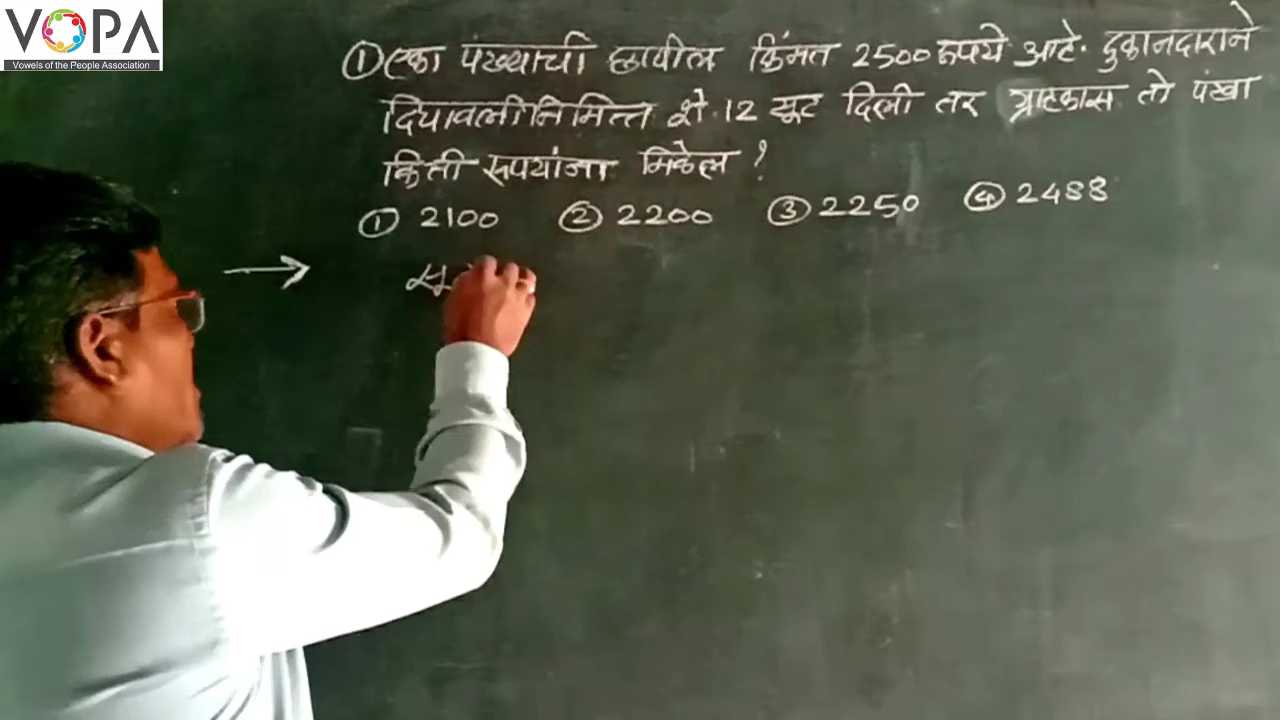 VOPA
Vowels of the People Association
① एका पंख्याची छापील किंमत 2500 रुपये आहे. दुकानदाराने
दिपावलीनिमित्त शे. 12 सूट दिली तर ग्राहकास तो पंखा
किती रुपयांना मिळेल ?
① 2100 ② 2200 ③ 2250 ④ 2488
→ सू